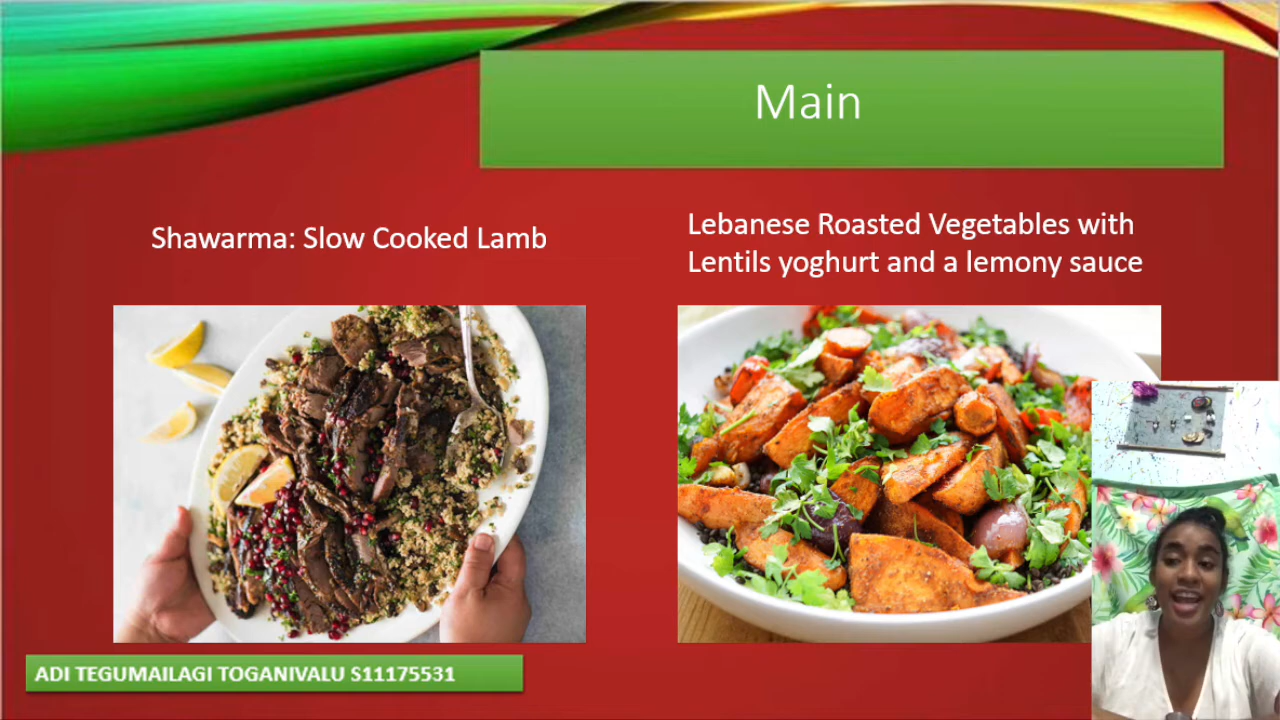 Main
Shawarma: Slow Cooked Lamb
Lebanese Roasted Vegetables with
Lentils yoghurt and a lemony sauce
ADI TEGUMAILAGI TOGANIVALU S11175531